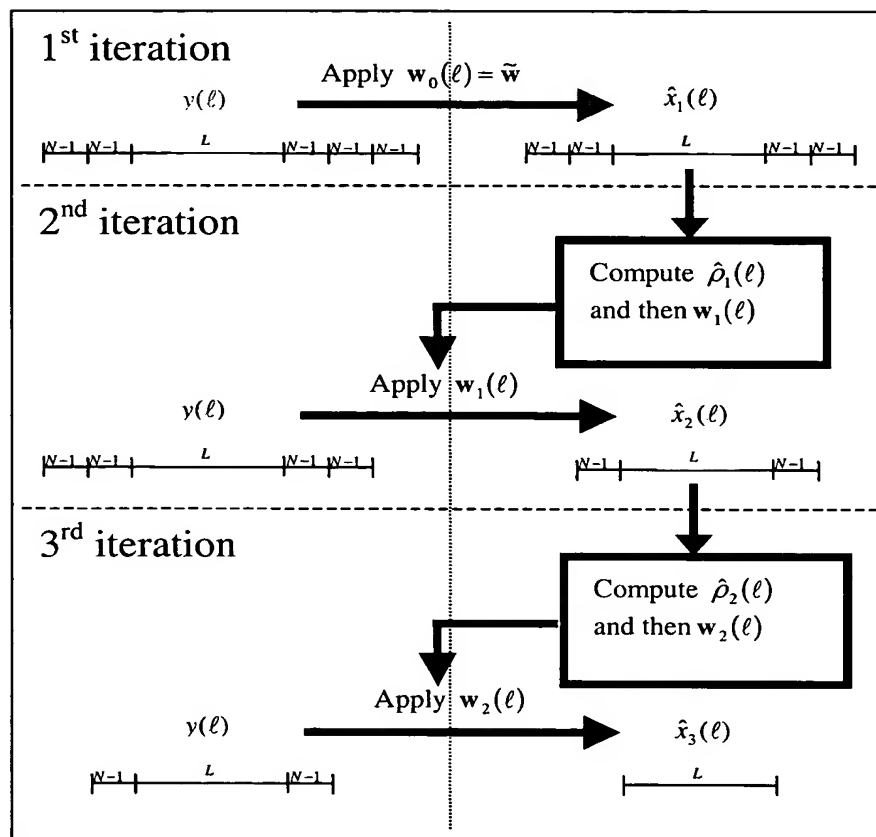 1st iteration
Apply w₀(ℓ) = w̃
y(ℓ) x̂₁(ℓ)
N−1 N−1 L N−1 N−1 N−1 N−1 N−1 L N−1 N−1
2nd iteration
Compute ρ̂₁(ℓ)
and then w₁(ℓ)
Apply w₁(ℓ)
y(ℓ) x̂₂(ℓ)
N−1 N−1 L N−1 N−1 N−1 L N−1
3rd iteration
Compute ρ̂₂(ℓ)
and then w₂(ℓ)
Apply w₂(ℓ)
y(ℓ) x̂₃(ℓ)
N−1 L N−1 L